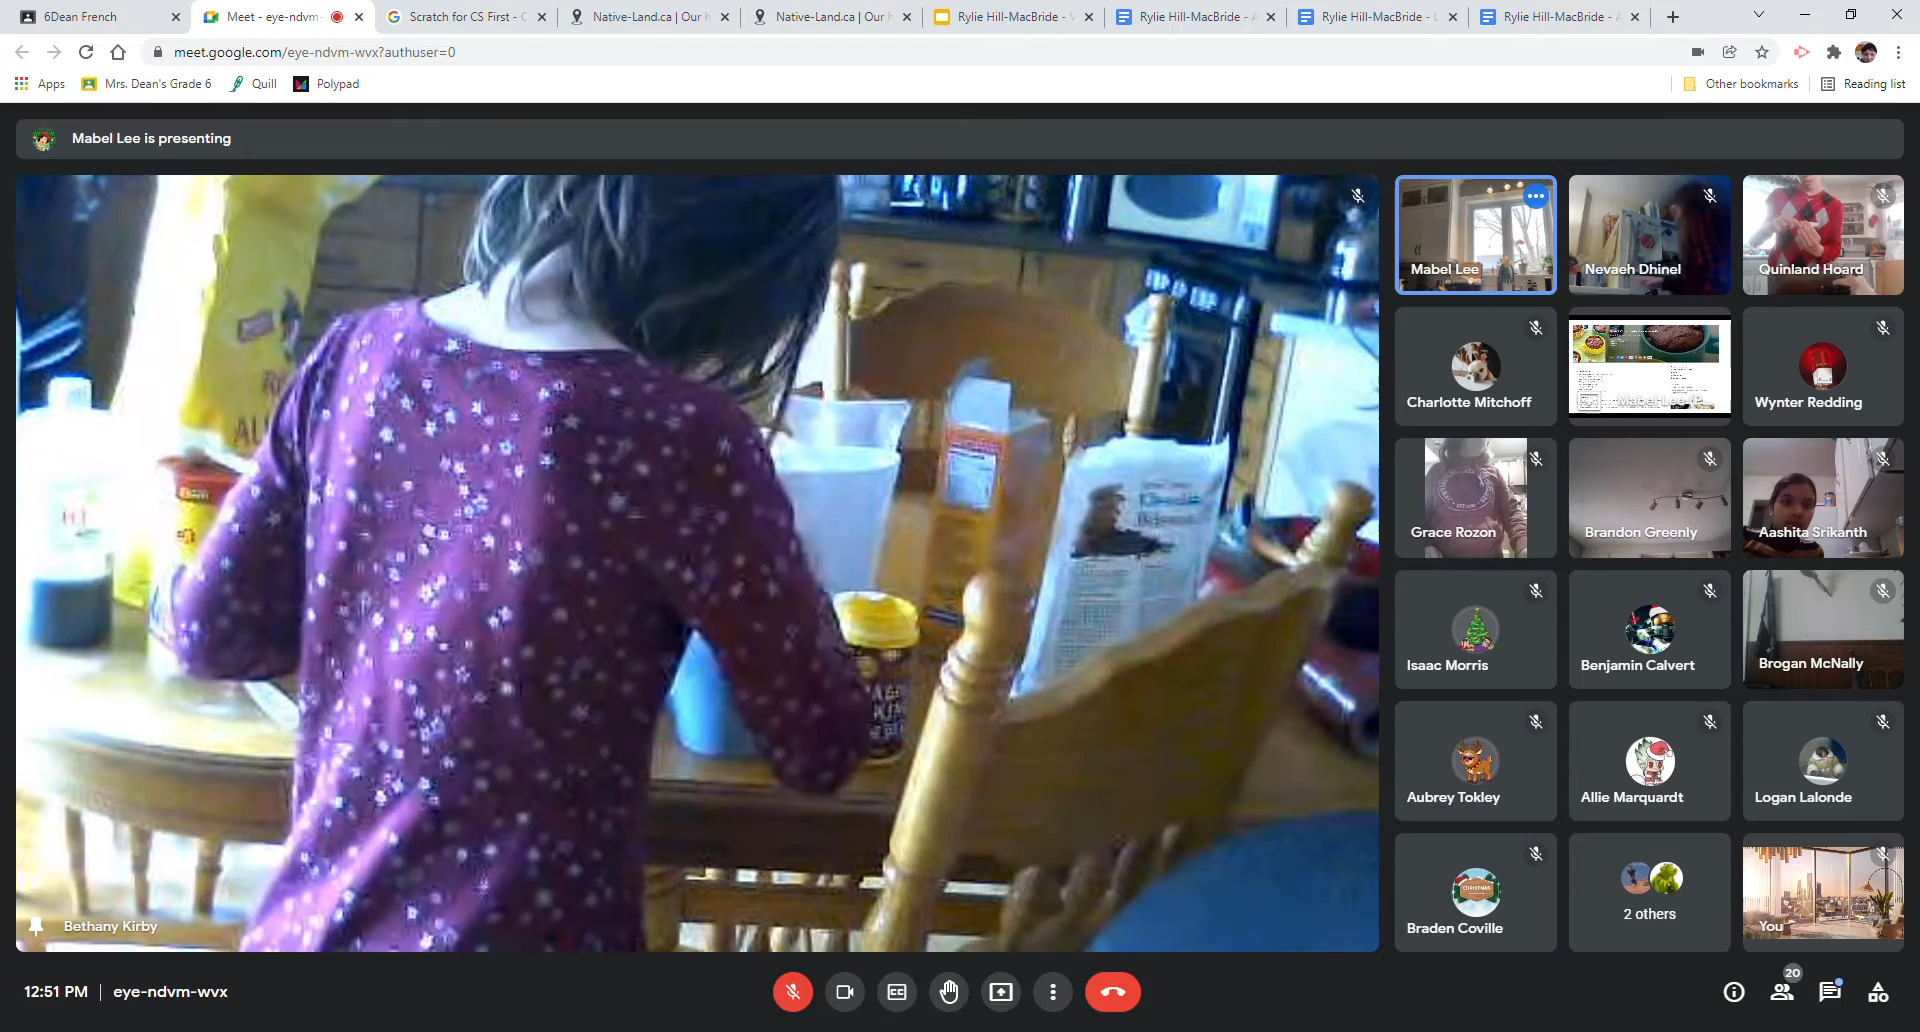 6Dean French
Meet - eye-ndvm-
Scratch for CS First - C
Native-Land.ca | Our h
Native-Land.ca | Our h
Rylie Hill-MacBride -
Rylie Hill-MacBride -
Rylie Hill-MacBride -
Rylie Hill-MacBride -
meet.google.com/eye-ndvm-wvx?authuser=0
Apps
Mrs. Dean's Grade 6
Quill
Polypad
Other bookmarks
Reading list
Mabel Lee is presenting
Mabel Lee
Nevaeh Dhinel
Quinland Hoard
Charlotte Mitchoff
Mabel Lee (P
Wynter Redding
Grace Rozon
Brandon Greenly
Aashita Srikanth
Isaac Morris
Benjamin Calvert
Brogan McNally
Aubrey Tokley
Allie Marquardt
Logan Lalonde
Braden Coville
CHRISTMAS
2 others
You
Bethany Kirby
12:51 PM | eye-ndvm-wvx
CC
20